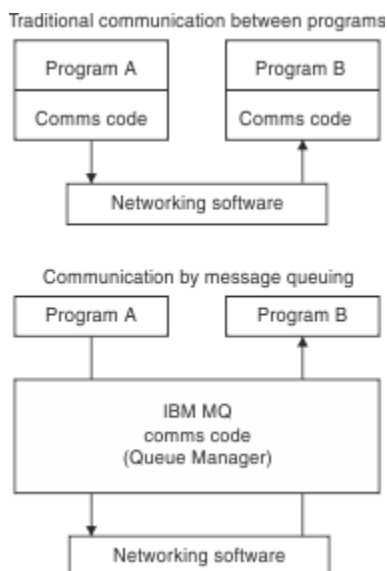 Traditional communication between programs
Program A
Program B
Comms code
Comms code
Networking software
Communication by message queuing
Program A
Program B
IBM MQ
comms code
(Queue Manager)
Networking software